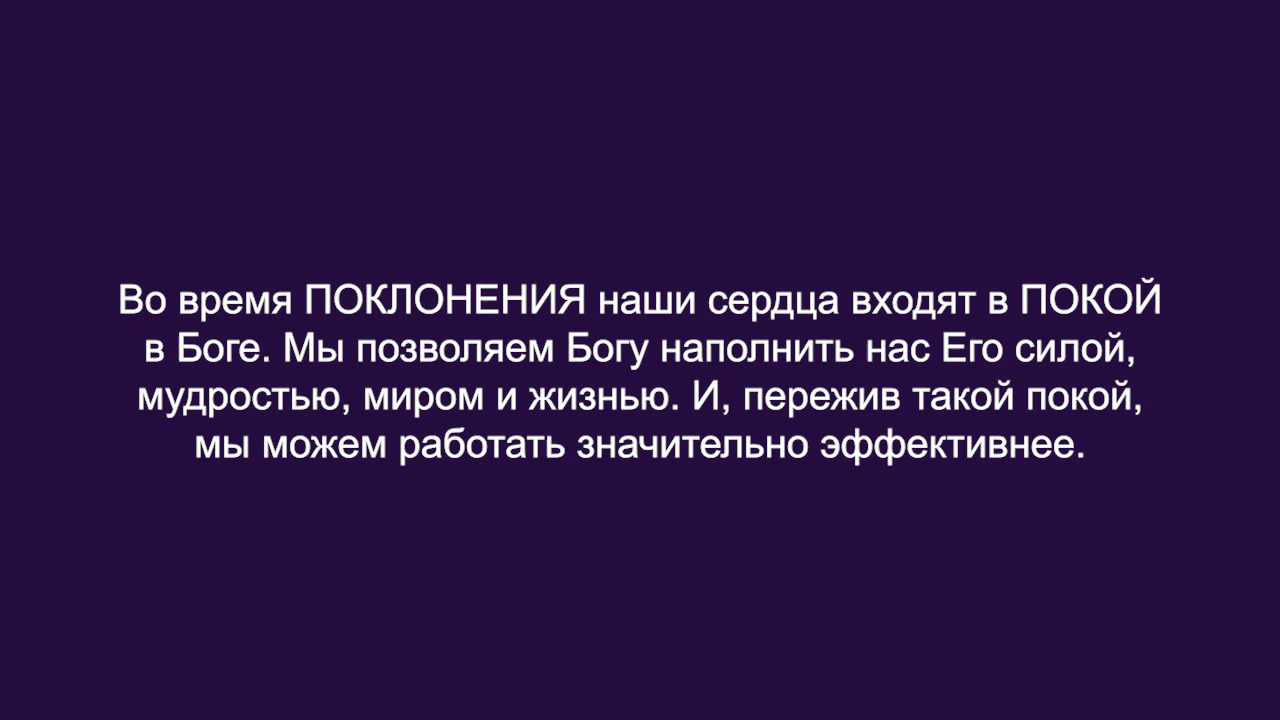 Во время ПОКЛОНЕНИЯ наши сердца входят в ПОКОЙ
в Боге. Мы позволяем Богу наполнить нас Его силой,
мудростью, миром и жизнью. И, пережив такой покой,
мы можем работать значительно эффективнее.